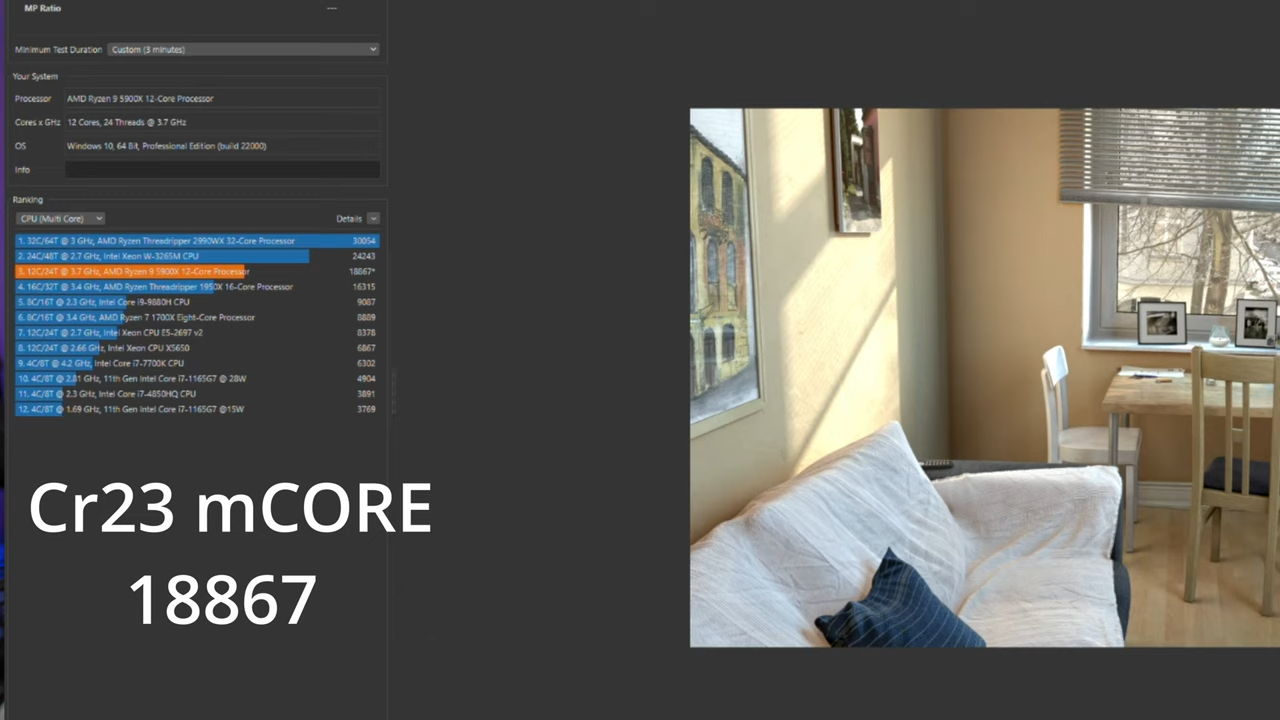 MP Ratio ---
Minimum Test Duration Custom (3 minutes)
Your System
Processor AMD Ryzen 9 5900X 12-Core Processor
Cores x GHz 12 Cores, 24 Threads @ 3.7 GHz
OS Windows 10, 64 Bit, Professional Edition (build 22000)
Info
Ranking
CPU (Multi Core) Details
1. 32C/64T @ 3 GHz, AMD Ryzen Threadripper 2990WX 32-Core Processor 30054
2. 24C/48T @ 2.7 GHz, Intel Xeon W-3265M CPU 24243
3. 12C/24T @ 3.7 GHz, AMD Ryzen 9 5900X 12-Core Processor 18867*
4. 16C/32T @ 3.4 GHz, AMD Ryzen Threadripper 1950X 16-Core Processor 16315
5. 8C/16T @ 2.3 GHz, Intel Core i9-9880H CPU 9087
6. 8C/16T @ 3.4 GHz, AMD Ryzen 7 1700X Eight-Core Processor 8889
7. 12C/24T @ 2.7 GHz, Intel Xeon CPU E5-2697 v2 8378
8. 12C/24T @ 2.66 GHz, Intel Xeon CPU X5650 6867
9. 4C/8T @ 4.2 GHz, Intel Core i7-7700K CPU 6302
10. 4C/8T @ 2.81 GHz, 11th Gen Intel Core i7-1165G7 @ 28W 4904
11. 4C/8T @ 2.3 GHz, Intel Core i7-4850HQ CPU 3891
12. 4C/8T @ 1.69 GHz, 11th Gen Intel Core i7-1165G7 @15W 3769
Cr23 mCORE
18867